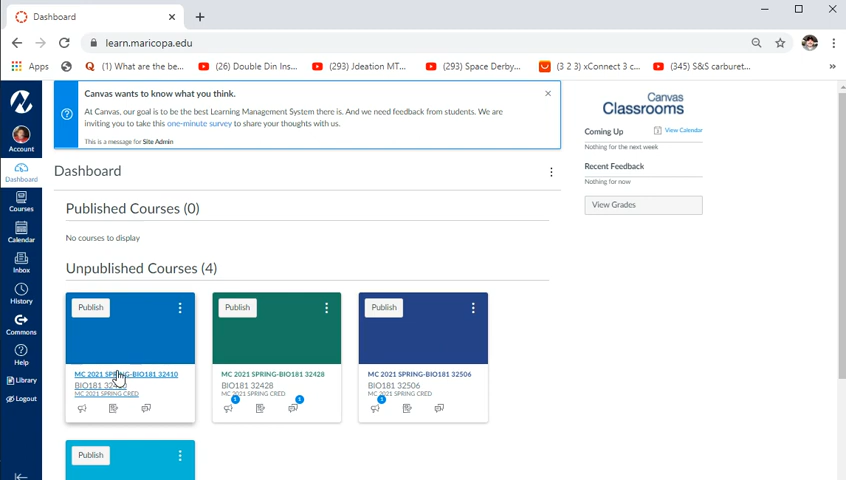 Dashboard
learn.maricopa.edu
Apps
(1) What are the be...
(26) Double Din Ins...
(293) Jdeation MT...
(293) Space Derby...
(3 2 3) xConnect 3 c...
(345) S&S carburet...
»
Account
Dashboard
Courses
Calendar
Inbox
History
Commons
Help
Library
Logout
Canvas wants to know what you think.
At Canvas, our goal is to be the best Learning Management System there is. And we need feedback from students. We are
inviting you to take this one-minute survey to share your thoughts with us.
This is a message for Site Admin
Dashboard
Published Courses (0)
No courses to display
Unpublished Courses (4)
Publish
MC 2021 SPRING-BIO181 32410
BIO181
MC 2021 SPRING CRED
Publish
MC 2021 SPRING-BIO181 32428
BIO181 32428
MC 2021 SPRING CRED
1
1
Publish
MC 2021 SPRING-BIO181 32506
BIO181 32506
MC 2021 SPRING CRED
1
Publish
Canvas
Classrooms
Coming Up
View Calendar
Nothing for the next week
Recent Feedback
Nothing for now
View Grades